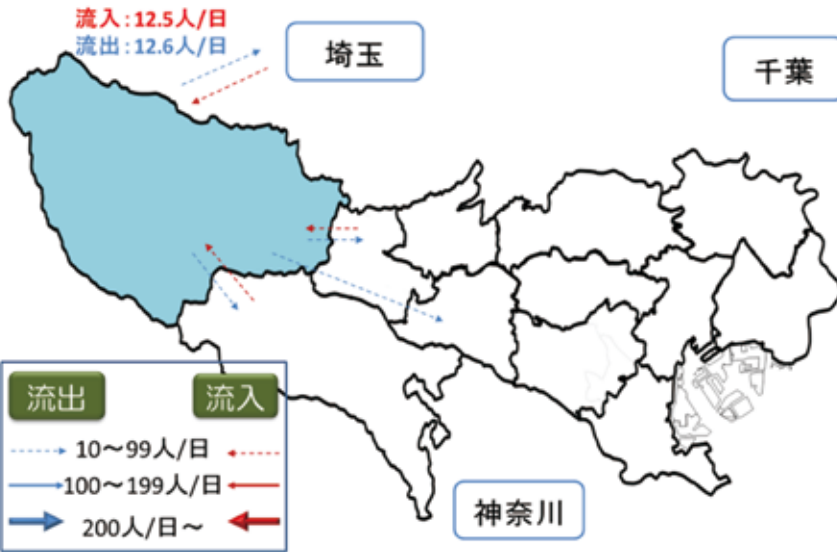 流入：12.5人/日
流出：12.6人/日
埼玉
千葉
流出
流入
10～99人/日
100～199人/日
200人/日～
神奈川